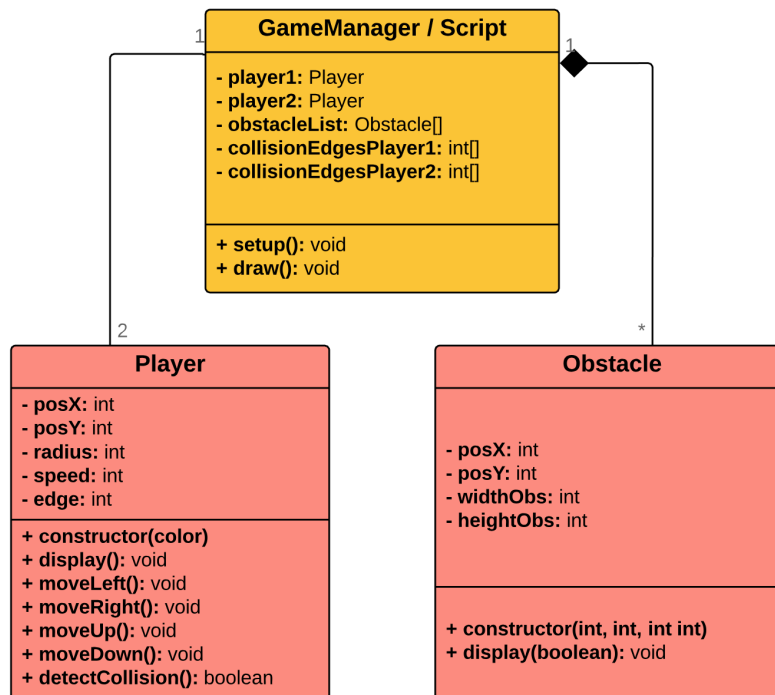 GameManager / Script
1
1
- player1: Player
- player2: Player
- obstacleList: Obstacle[]
- collisionEdgesPlayer1: int[]
- collisionEdgesPlayer2: int[]
+ setup(): void
+ draw(): void
2
*
Player
- posX: int
- posY: int
- radius: int
- speed: int
- edge: int
+ constructor(color)
+ display(): void
+ moveLeft(): void
+ moveRight(): void
+ moveUp(): void
+ moveDown(): void
+ detectCollision(): boolean
Obstacle
- posX: int
- posY: int
- widthObs: int
- heightObs: int
+ constructor(int, int, int int)
+ display(boolean): void